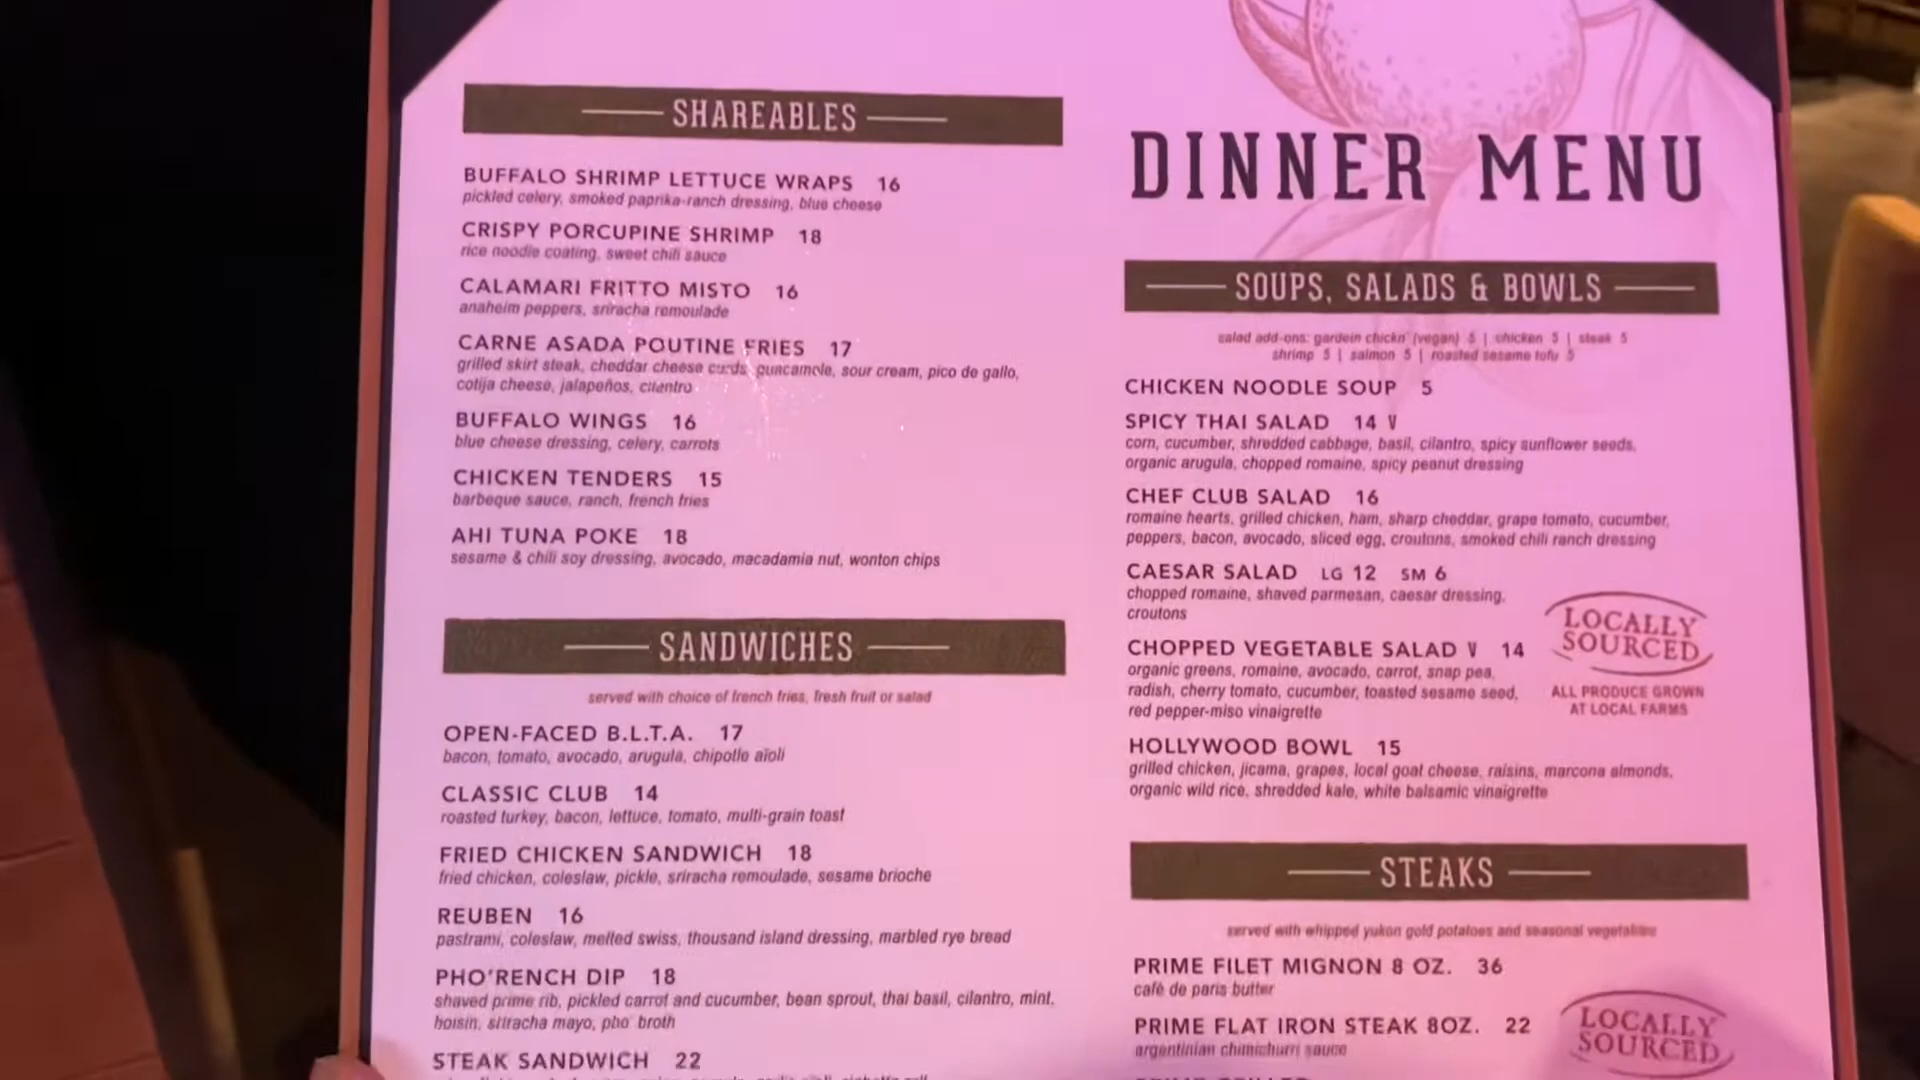 SHAREABLES
BUFFALO SHRIMP LETTUCE WRAPS 16
pickled celery, smoked paprika-ranch dressing, blue cheese
CRISPY PORCUPINE SHRIMP 18
rice noodle coating, sweet chili sauce
CALAMARI FRITTO MISTO 16
anaheim peppers, sriracha remoulade
CARNE ASADA POUTINE FRIES 17
grilled skirt steak, cheddar cheese curds, guacamole, sour cream, pico de gallo,
cotija cheese, jalapeños, cilantro
BUFFALO WINGS 16
blue cheese dressing, celery, carrots
CHICKEN TENDERS 15
barbeque sauce, ranch, french fries
AHI TUNA POKE 18
sesame & chili soy dressing, avocado, macadamia nut, wonton chips
SANDWICHES
served with choice of french fries, fresh fruit or salad
OPEN-FACED B.L.T.A. 17
bacon, tomato, avocado, arugula, chipotle aïoli
CLASSIC CLUB 14
roasted turkey, bacon, lettuce, tomato, multi-grain toast
FRIED CHICKEN SANDWICH 18
fried chicken, coleslaw, pickle, sriracha remoulade, sesame brioche
REUBEN 16
pastrami, coleslaw, melted swiss, thousand island dressing, marbled rye bread
PHO'RENCH DIP 18
shaved prime rib, pickled carrot and cucumber, bean sprout, thai basil, cilantro, mint,
hoisin, sriracha mayo, pho broth
STEAK SANDWICH 22
DINNER MENU
SOUPS, SALADS & BOWLS
salad add-ons: gardein chickn' (vegan) 5 | chicken 5 | steak 5
shrimp 5 | salmon 5 | roasted sesame tofu 5
CHICKEN NOODLE SOUP 5
SPICY THAI SALAD 14 V
corn, cucumber, shredded cabbage, basil, cilantro, spicy sunflower seeds,
organic arugula, chopped romaine, spicy peanut dressing
CHEF CLUB SALAD 16
romaine hearts, grilled chicken, ham, sharp cheddar, grape tomato, cucumber,
peppers, bacon, avocado, sliced egg, croutons, smoked chili ranch dressing
CAESAR SALAD LG 12 SM 6
chopped romaine, shaved parmesan, caesar dressing,
croutons
CHOPPED VEGETABLE SALAD V 14
organic greens, romaine, avocado, carrot, snap pea,
radish, cherry tomato, cucumber, toasted sesame seed,
red pepper-miso vinaigrette
LOCALLY
SOURCED
ALL PRODUCE GROWN
AT LOCAL FARMS
HOLLYWOOD BOWL 15
grilled chicken, jicama, grapes, local goat cheese, raisins, marcona almonds,
organic wild rice, shredded kale, white balsamic vinaigrette
STEAKS
served with whipped yukon gold potatoes and seasonal vegetables
PRIME FILET MIGNON 8 OZ. 36
café de paris butter
PRIME FLAT IRON STEAK 8OZ. 22
argentinian chimichurri sauce
LOCALLY
SOURCED